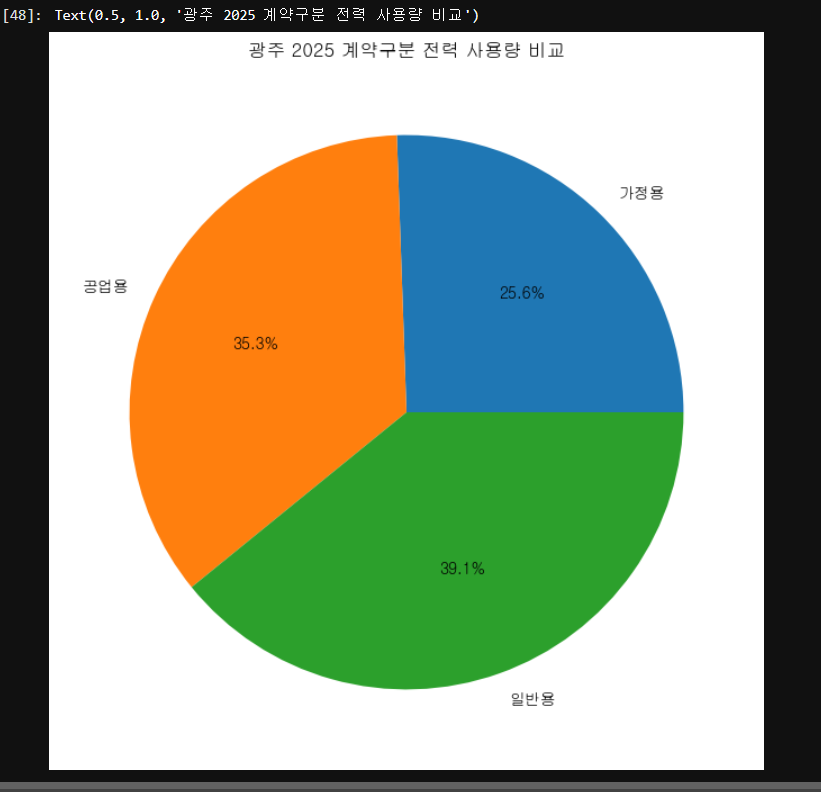 [48]: Text(0.5, 1.0, '광주 2025 계약구분 전력 사용량 비교')
광주 2025 계약구분 전력 사용량 비교
가정용
25.6%
공업용
35.3%
39.1%
일반용